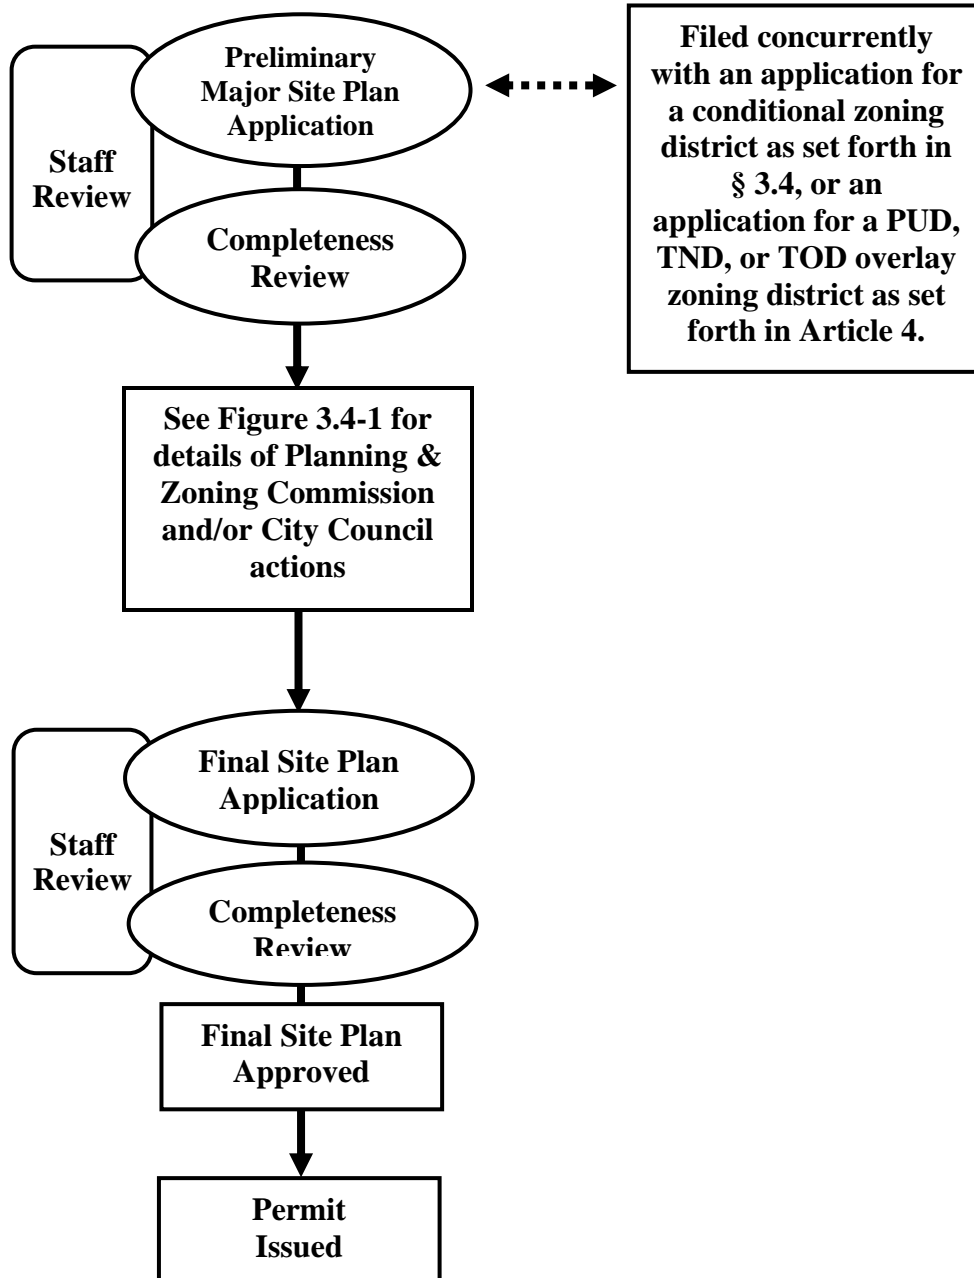 Preliminary
Major Site Plan
Application
Staff
Review
Completeness
Review
Filed concurrently
with an application for
a conditional zoning
district as set forth in
§ 3.4, or an
application for a PUD,
TND, or TOD overlay
zoning district as set
forth in Article 4.
See Figure 3.4-1 for
details of Planning &
Zoning Commission
and/or City Council
actions
Final Site Plan
Application
Staff
Review
Completeness
Review
Final Site Plan
Approved
Permit
Issued